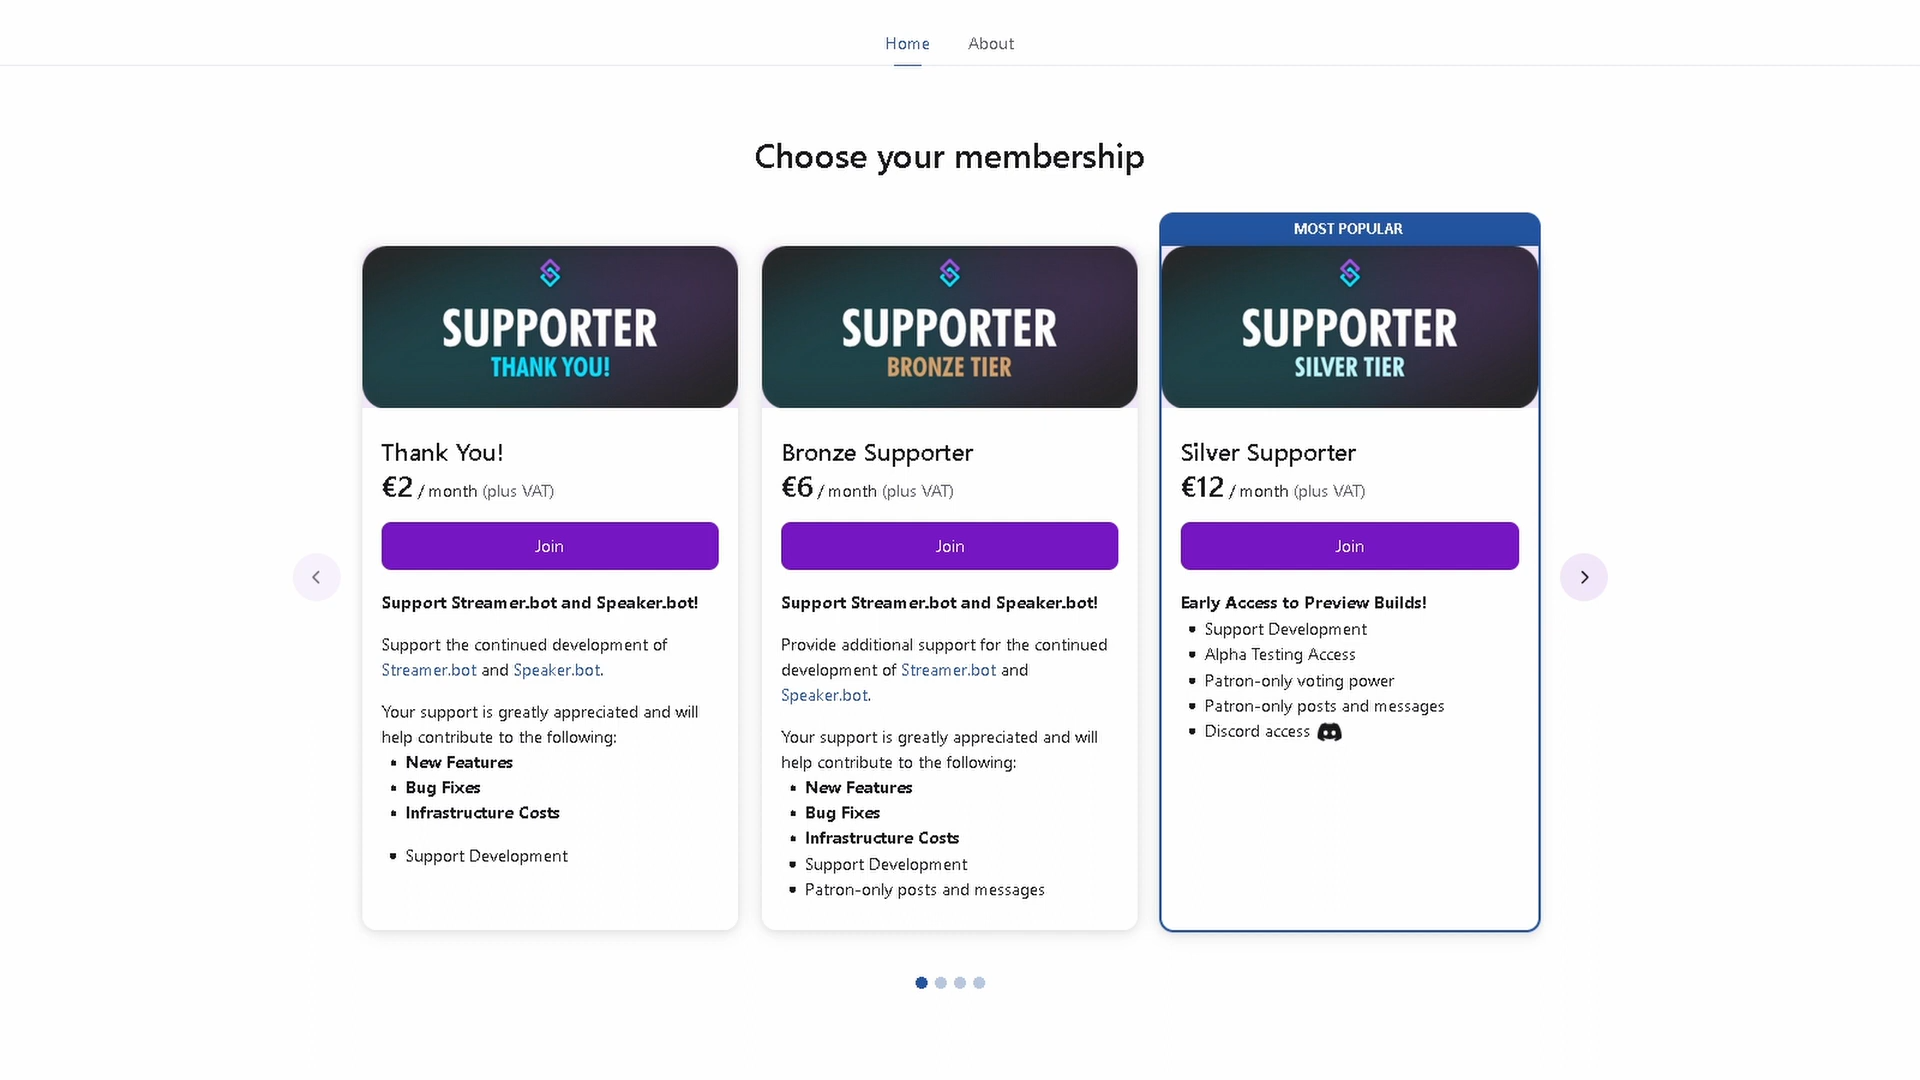 Home About
Choose your membership
SUPPORTER
THANK YOU!
Thank You!
€2 / month (plus VAT)
Join
Support Streamer.bot and Speaker.bot!
Support the continued development of
Streamer.bot and Speaker.bot.
Your support is greatly appreciated and will
help contribute to the following:
• New Features
• Bug Fixes
• Infrastructure Costs
• Support Development
SUPPORTER
BRONZE TIER
Bronze Supporter
€6 / month (plus VAT)
Join
Support Streamer.bot and Speaker.bot!
Provide additional support for the continued
development of Streamer.bot and
Speaker.bot.
Your support is greatly appreciated and will
help contribute to the following:
• New Features
• Bug Fixes
• Infrastructure Costs
• Support Development
• Patron-only posts and messages
MOST POPULAR
SUPPORTER
SILVER TIER
Silver Supporter
€12 / month (plus VAT)
Join
Early Access to Preview Builds!
• Support Development
• Alpha Testing Access
• Patron-only voting power
• Patron-only posts and messages
• Discord access